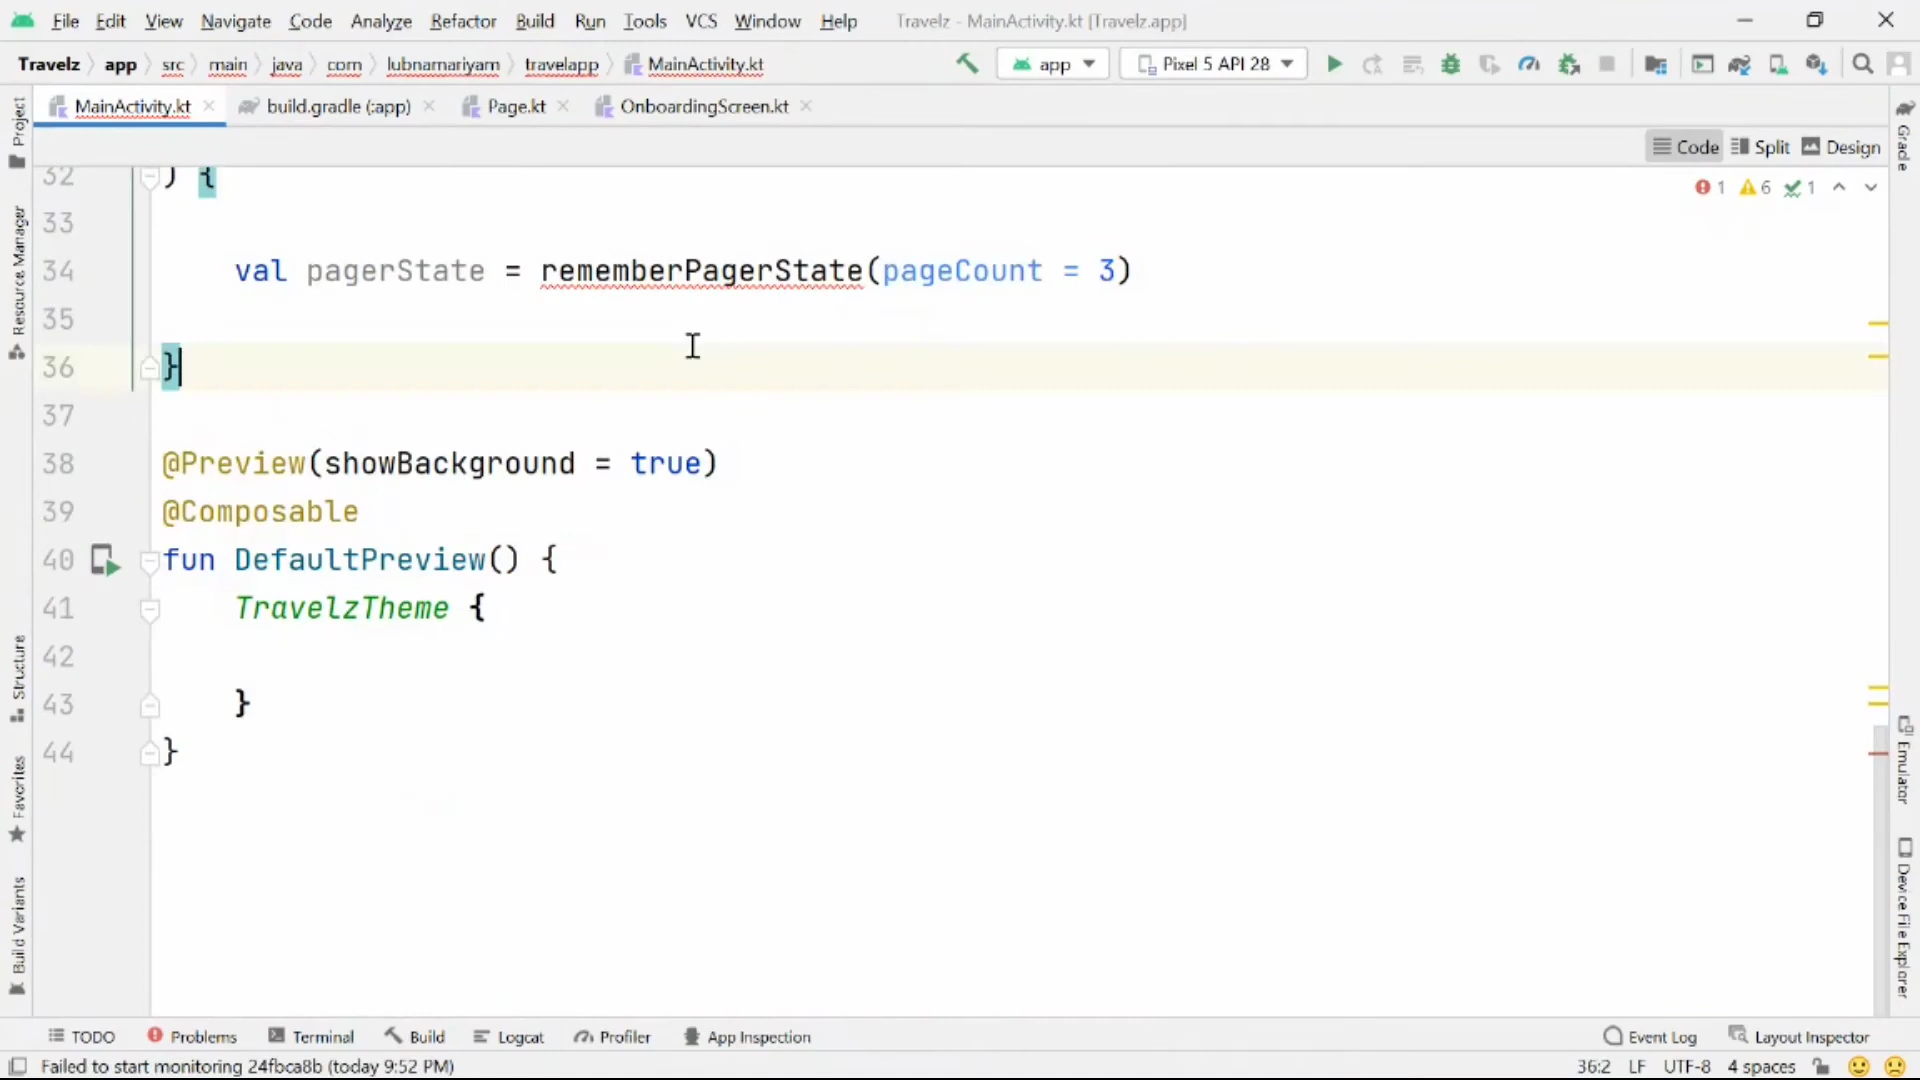 File Edit View Navigate Code Analyze Refactor Build Run Tools VCS Window Help Travelz - MainActivity.kt [Travelz.app]
Travelz app src main java com lubnamariyam travelapp MainActivity.kt app Pixel 5 API 28
MainActivity.kt build.gradle (:app) Page.kt OnboardingScreen.kt
Code Split Design
1 6 1
32 ) {
33
34 val pagerState = rememberPagerState(pageCount = 3)
35
36 }
37
38 @Preview(showBackground = true)
39 @Composable
40 fun DefaultPreview() {
41 TravelzTheme {
42
43 }
44 }
Project
Resource Manager
Structure
Favorites
Build Variants
Gradle
Emulator
Device File Explorer
TODO Problems Terminal Build Logcat Profiler App Inspection Event Log Layout Inspector
Failed to start monitoring 24fbca8b (today 9:52 PM) 36:2 LF UTF-8 4 spaces